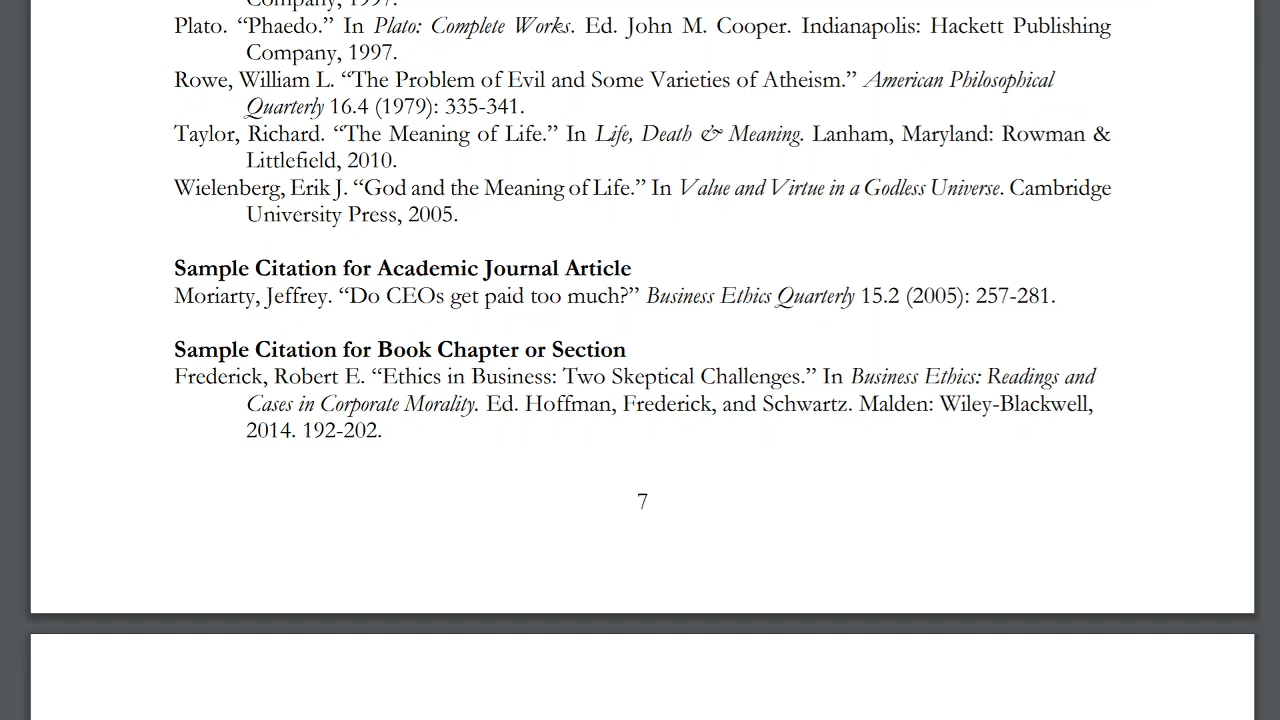 Company, 1997.
Plato. “Phaedo.” In Plato: Complete Works. Ed. John M. Cooper. Indianapolis: Hackett Publishing
Company, 1997.
Rowe, William L. “The Problem of Evil and Some Varieties of Atheism.” American Philosophical
Quarterly 16.4 (1979): 335-341.
Taylor, Richard. “The Meaning of Life.” In Life, Death & Meaning. Lanham, Maryland: Rowman &
Littlefield, 2010.
Wielenberg, Erik J. “God and the Meaning of Life.” In Value and Virtue in a Godless Universe. Cambridge
University Press, 2005.
Sample Citation for Academic Journal Article
Moriarty, Jeffrey. “Do CEOs get paid too much?” Business Ethics Quarterly 15.2 (2005): 257-281.
Sample Citation for Book Chapter or Section
Frederick, Robert E. “Ethics in Business: Two Skeptical Challenges.” In Business Ethics: Readings and
Cases in Corporate Morality. Ed. Hoffman, Frederick, and Schwartz. Malden: Wiley-Blackwell,
2014. 192-202.
7